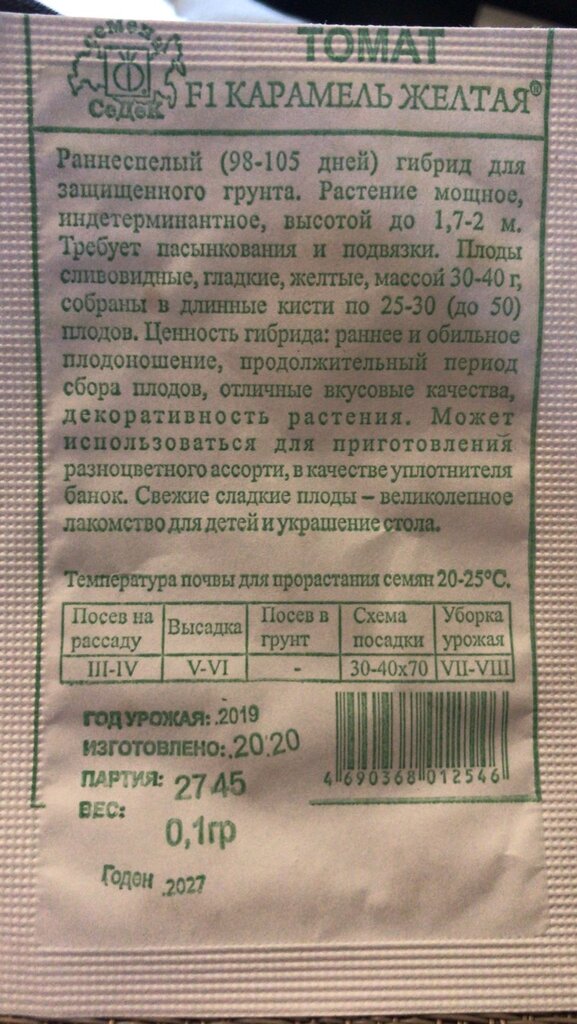 Семена
СеДеК
ТОМАТ
F1 КАРАМЕЛЬ ЖЕЛТАЯ®
Раннеспелый (98-105 дней) гибрид для
защищенного грунта. Растение мощное,
индетерминантное, высотой до 1,7-2 м.
Требует пасынкования и подвязки. Плоды
сливовидные, гладкие, желтые, массой 30-40 г,
собраны в длинные кисти по 25-30 (до 50)
плодов. Ценность гибрида: раннее и обильное
плодоношение, продолжительный период
сбора плодов, отличные вкусовые качества,
декоративность растения. Может
использоваться для приготовления
разноцветного ассорти, в качестве уплотнителя
банок. Свежие сладкие плоды – великолепное
лакомство для детей и украшение стола.
Температура почвы для прорастания семян 20-25°С.
Посев на рассаду Высадка Посев в грунт Схема посадки Уборка урожая
III-IV V-VI - 30-40х70 VII-VIII
ГОД УРОЖАЯ: .2019
ИЗГОТОВЛЕНО: .20.20
ПАРТИЯ: 2745
ВЕС: 0,1гр
Годен .2027
4 690368 012546